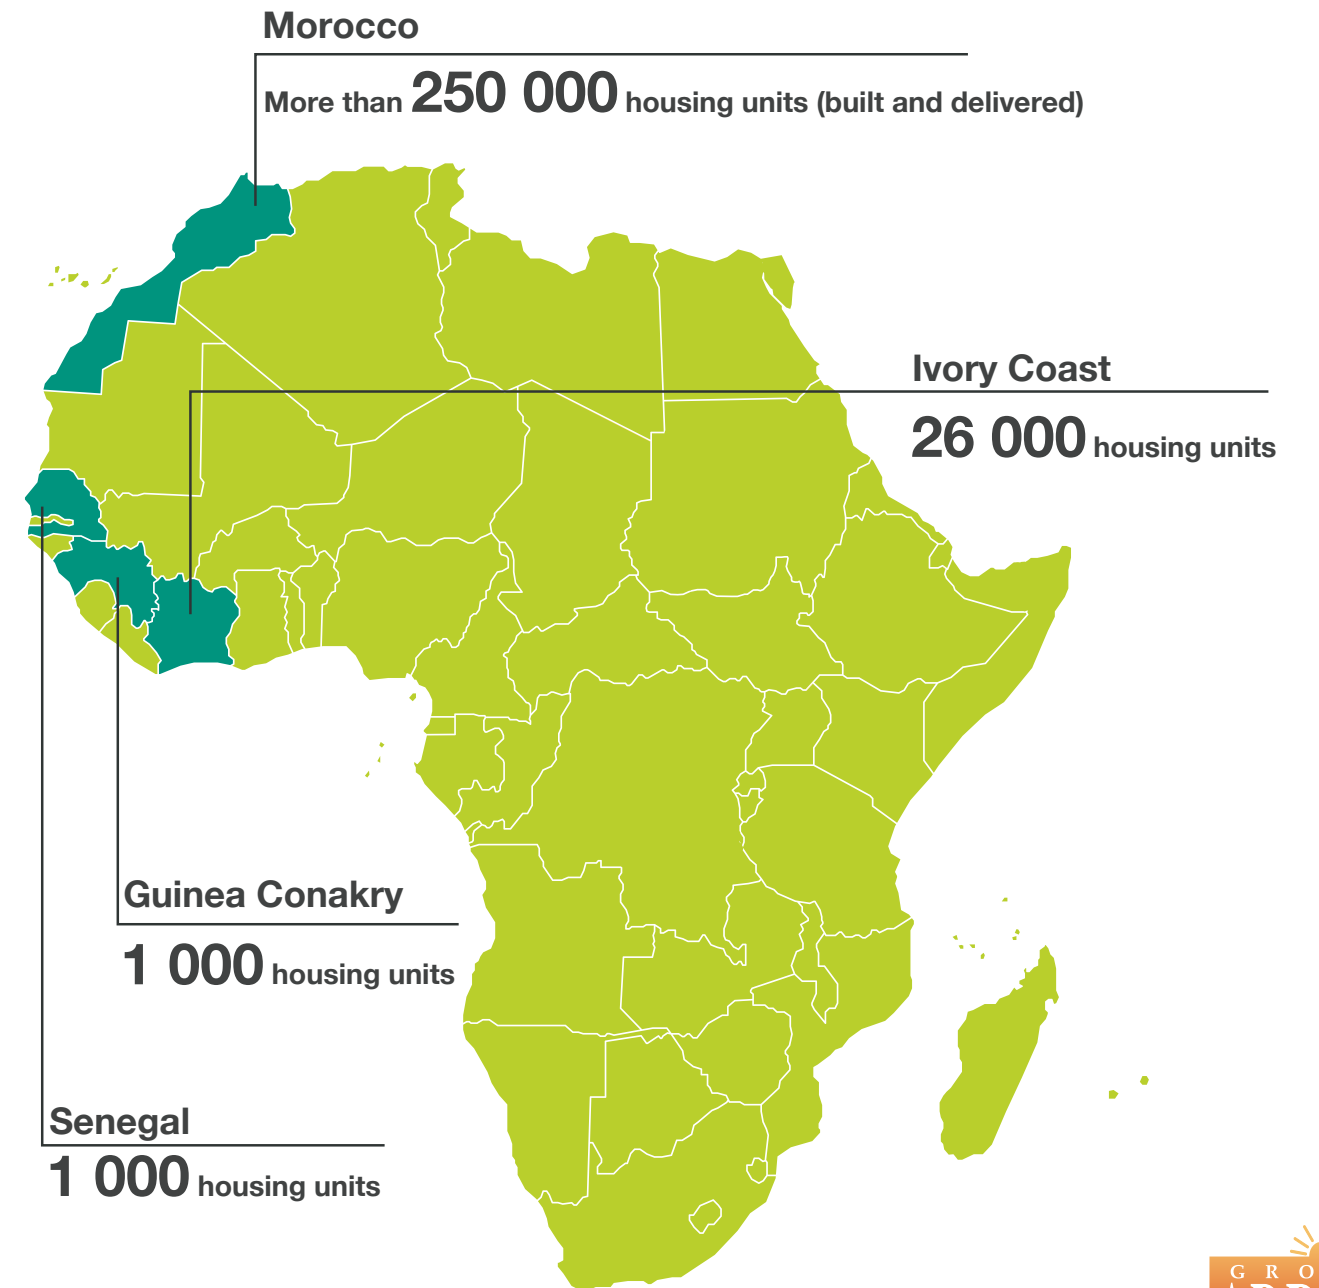 Morocco
More than 250 000 housing units (built and delivered)
Ivory Coast
26 000 housing units
Guinea Conakry
1 000 housing units
Senegal
1 000 housing units
G R O